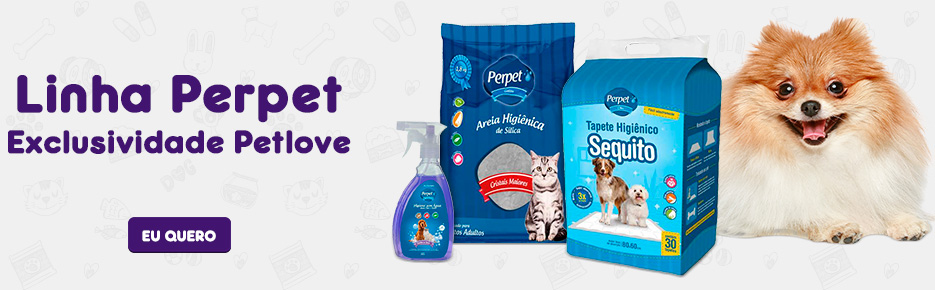 Linha Perpet
Exclusividade Petlove
EU QUERO
Perpet
Areia Higiênica
de Sílica
Cristais Maiores
Perpet
Perpet
Tapete Higiênico
Sequito
3x
30